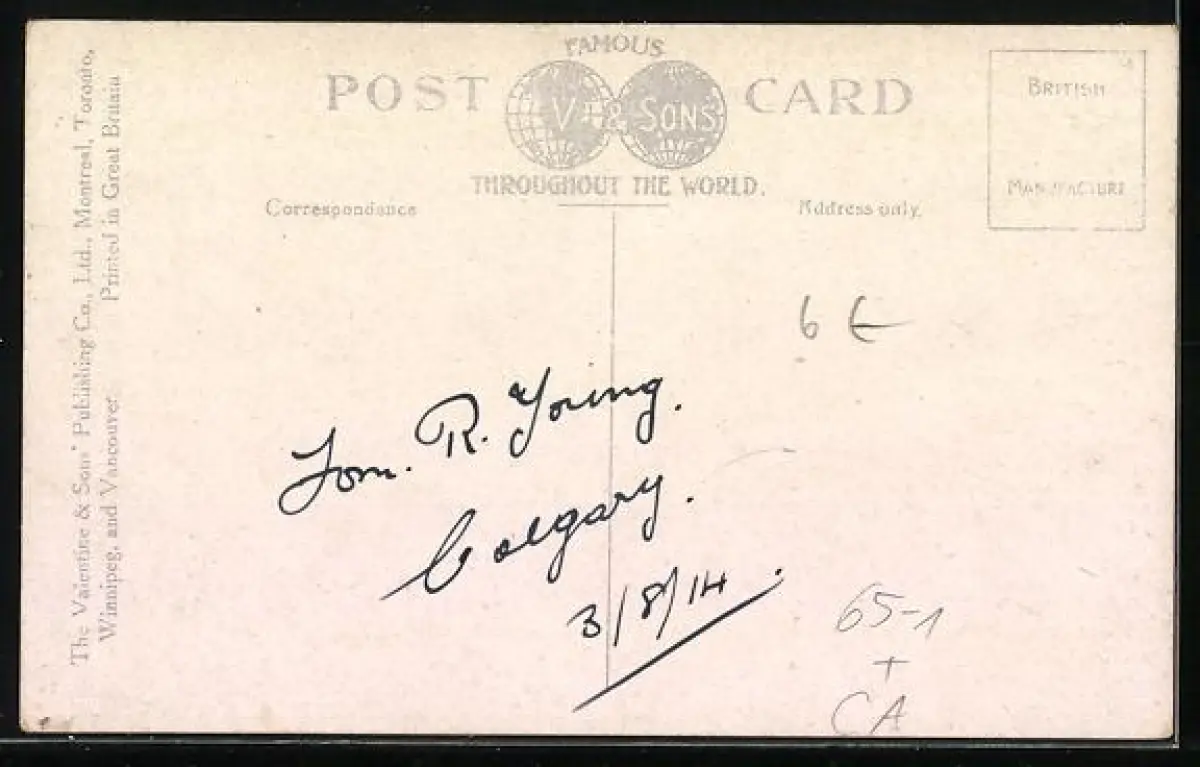 FAMOUS
POST CARD
V & SONS
THROUGHOUT THE WORLD.
Correspondence
Address only.
BRITISH
MANUFACTURE
The Valentine & Sons' Publishing Co., Ltd., Montreal, Toronto,
Winnipeg, and Vancouver Printed in Great Britain
6 €
Tom. R. Young.
Calgary.
3/8/14.
65-1
+
CA